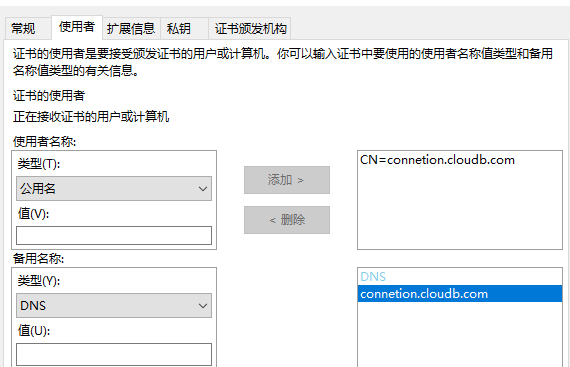 常规 使用者 扩展信息 私钥 证书颁发机构
证书的使用者是要接受颁发证书的用户或计算机。你可以输入证书中要使用的使用者名称值类型和备用
名称值类型的有关信息。
证书的使用者
正在接收证书的用户或计算机
使用者名称:
类型(T):
公用名
值(V):
添加 >
< 删除
CN=connetion.cloudb.com
备用名称:
类型(Y):
DNS
值(U):
DNS
connetion.cloudb.com